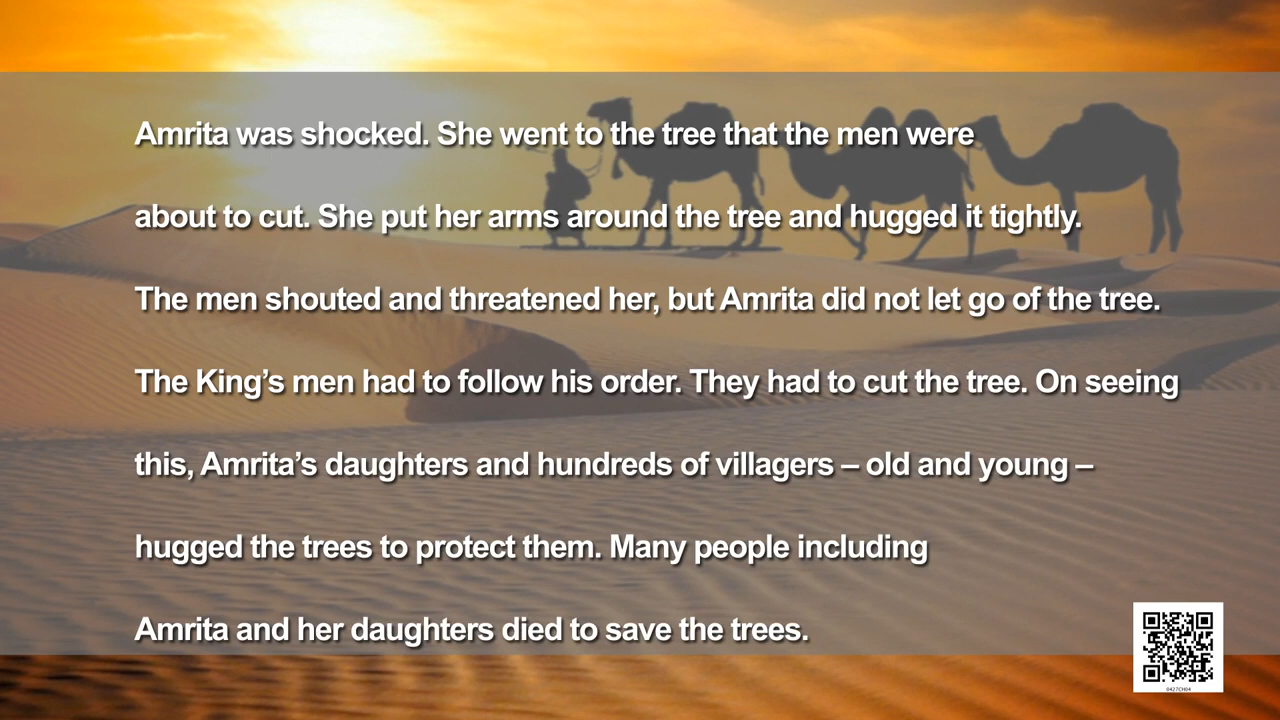 Amrita was shocked. She went to the tree that the men were
about to cut. She put her arms around the tree and hugged it tightly.
The men shouted and threatened her, but Amrita did not let go of the tree.
The King’s men had to follow his order. They had to cut the tree. On seeing
this, Amrita’s daughters and hundreds of villagers – old and young –
hugged the trees to protect them. Many people including
Amrita and her daughters died to save the trees.
0427CH04